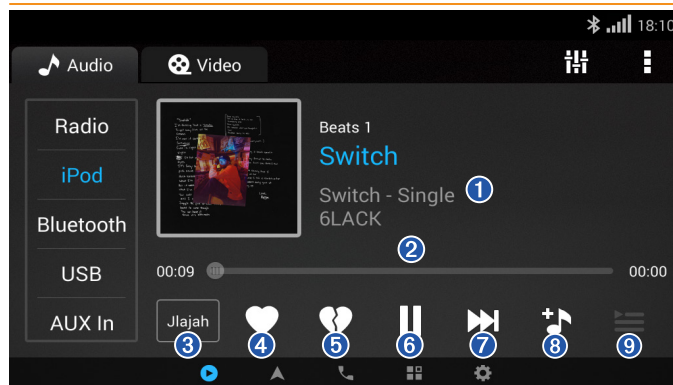 18:10
Audio
Video
Radio
iPod
Bluetooth
USB
AUX In
Beats 1
Switch
Switch - Single
1
6LACK
2
00:09
00:00
Jlajah
3
4
5
6
7
8
9